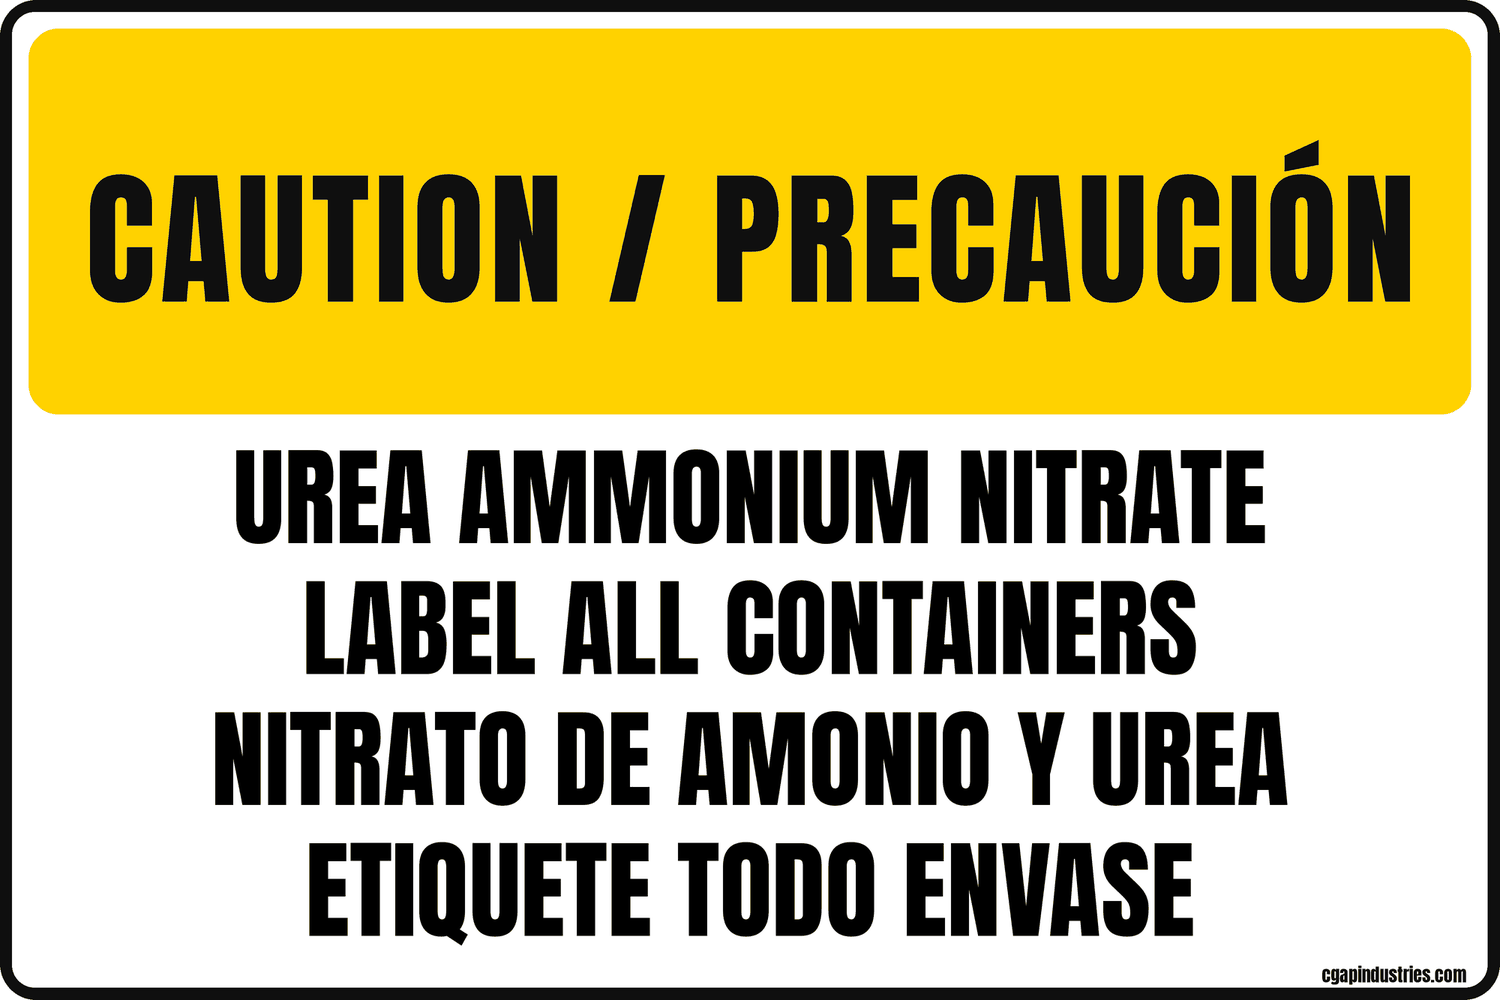 CAUTION / PRECAUCIÓN
UREA AMMONIUM NITRATE
LABEL ALL CONTAINERS
NITRATO DE AMONIO Y UREA
ETIQUETE TODO ENVASE
cgapindustries.com